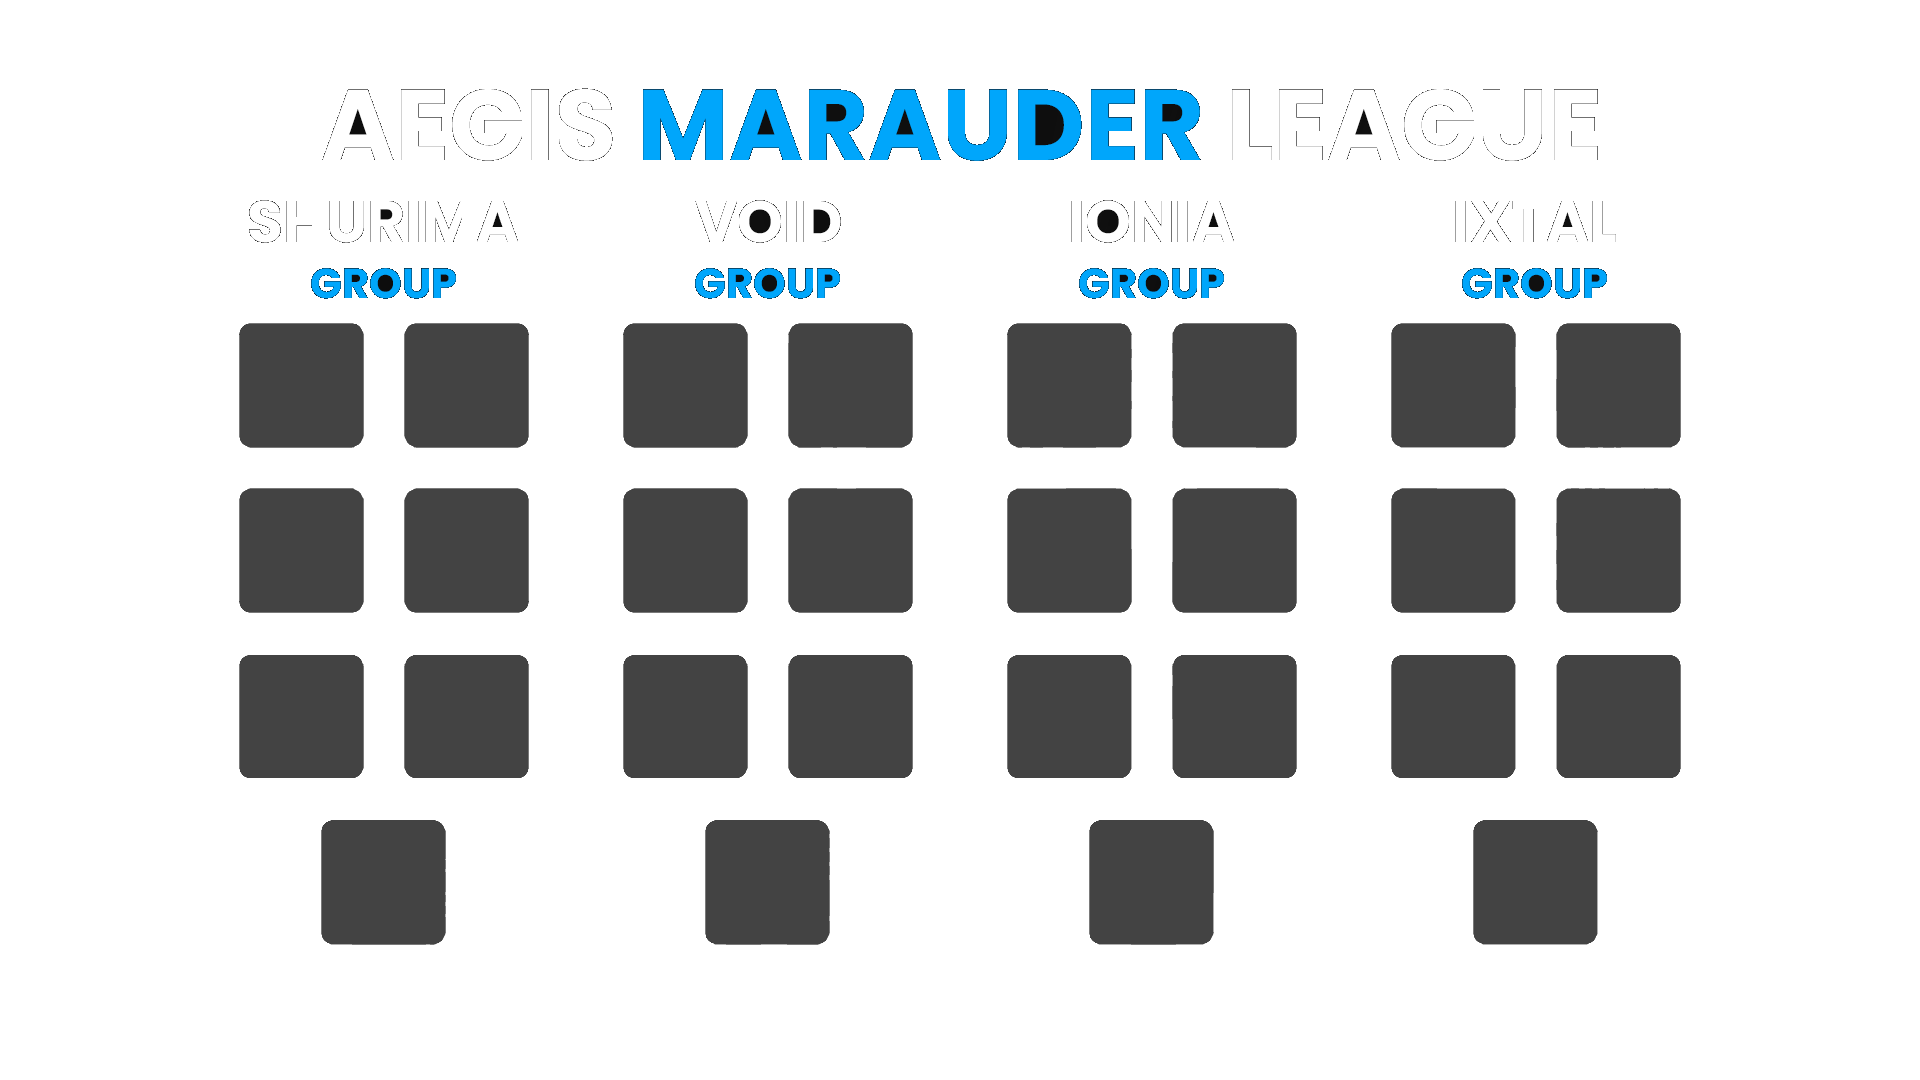 AEGIS MARAUDER LEAGUE
SHURIMA
GROUP
VOID
GROUP
IONIA
GROUP
IXTAL
GROUP